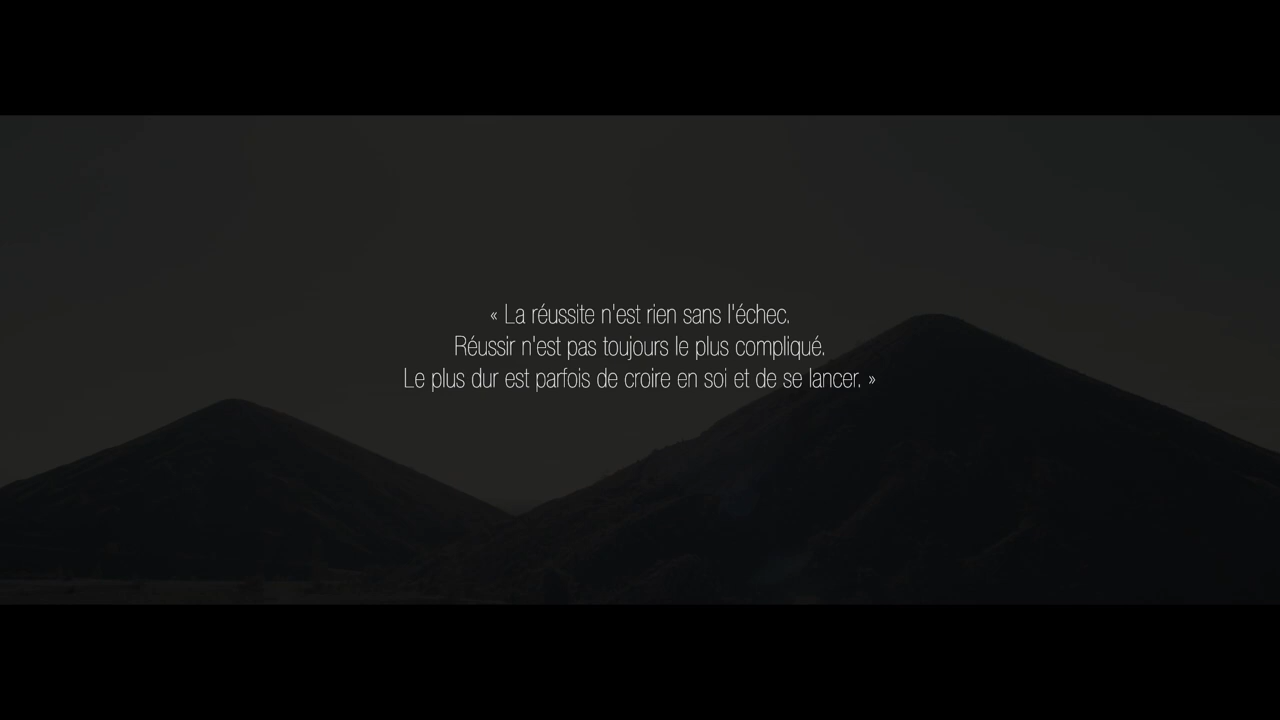 « La réussite n'est rien sans l'échec.
Réussir n'est pas toujours le plus compliqué.
Le plus dur est parfois de croire en soi et de se lancer. »